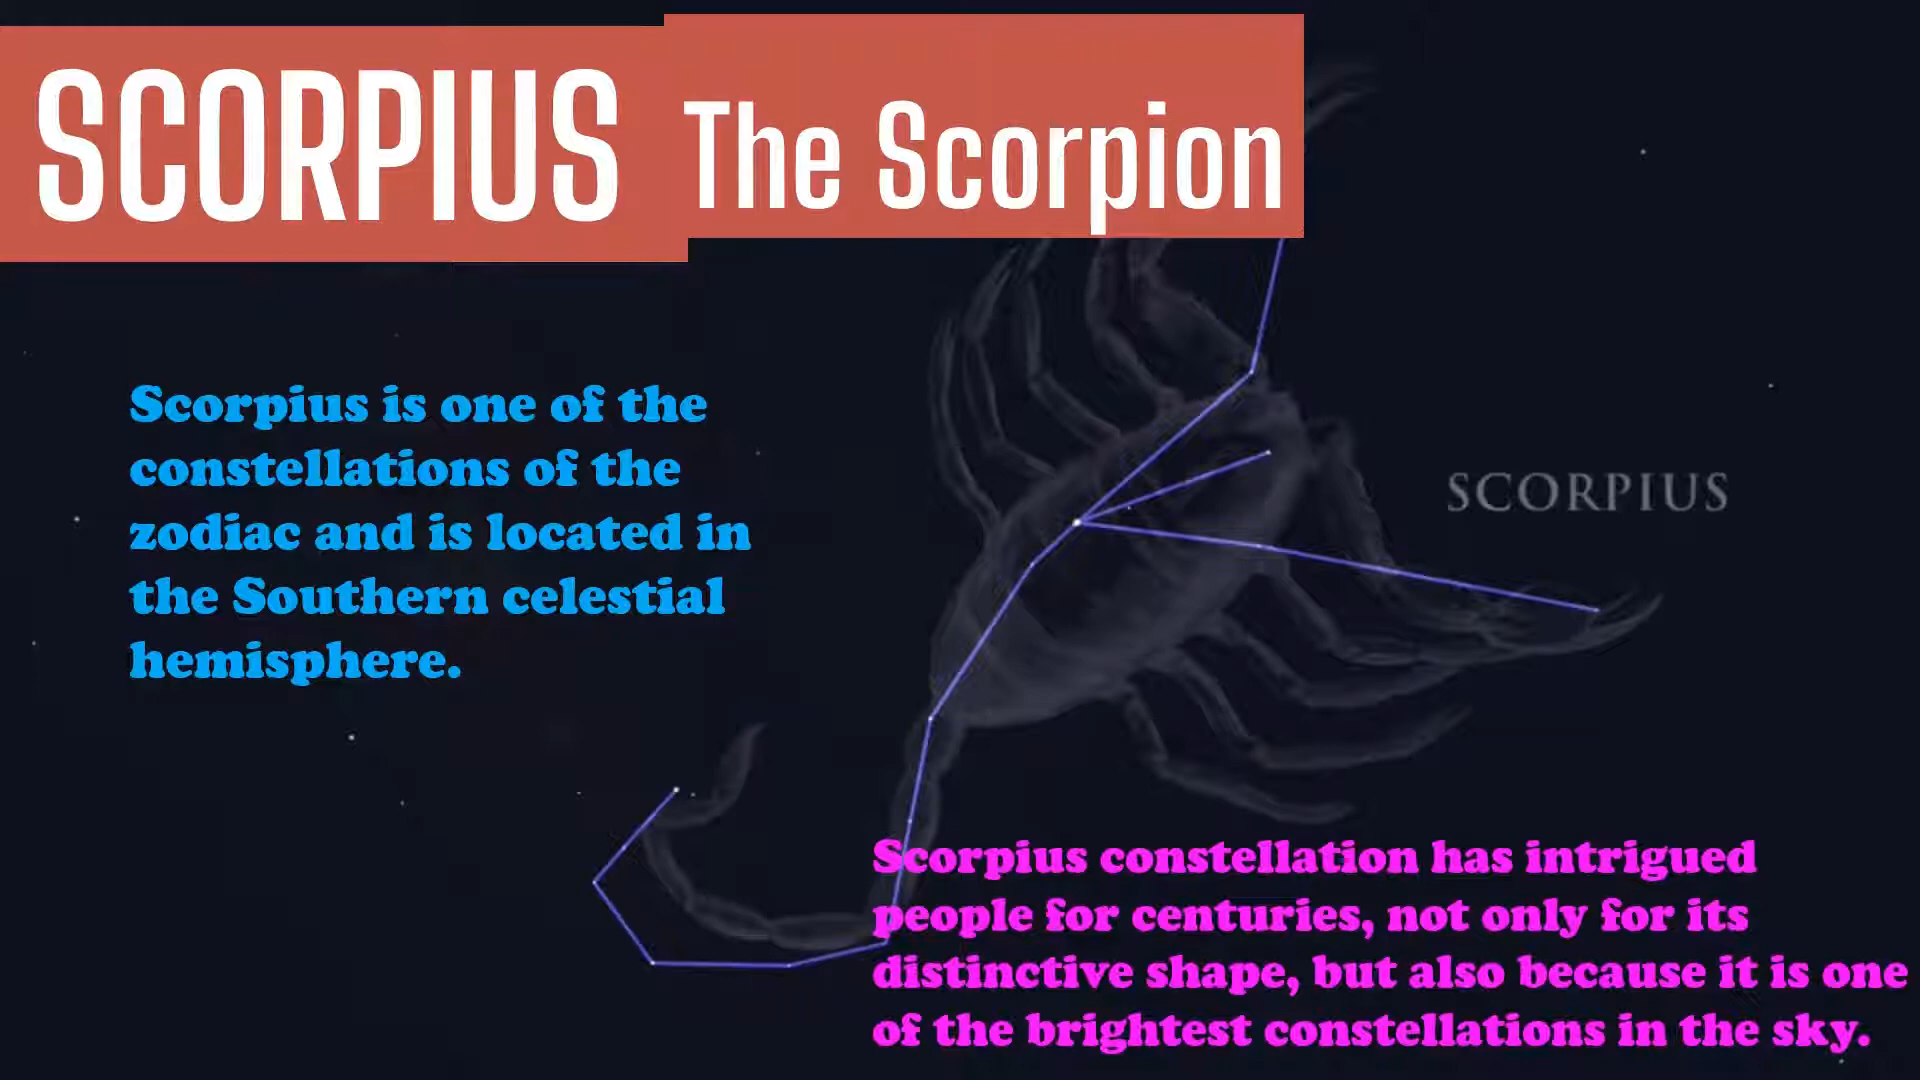 SCORPIUS The Scorpion
Scorpius is one of the
constellations of the
zodiac and is located in
the Southern celestial
hemisphere.
SCORPIUS
Scorpius constellation has intrigued
people for centuries, not only for its
distinctive shape, but also because it is one
of the brightest constellations in the sky.